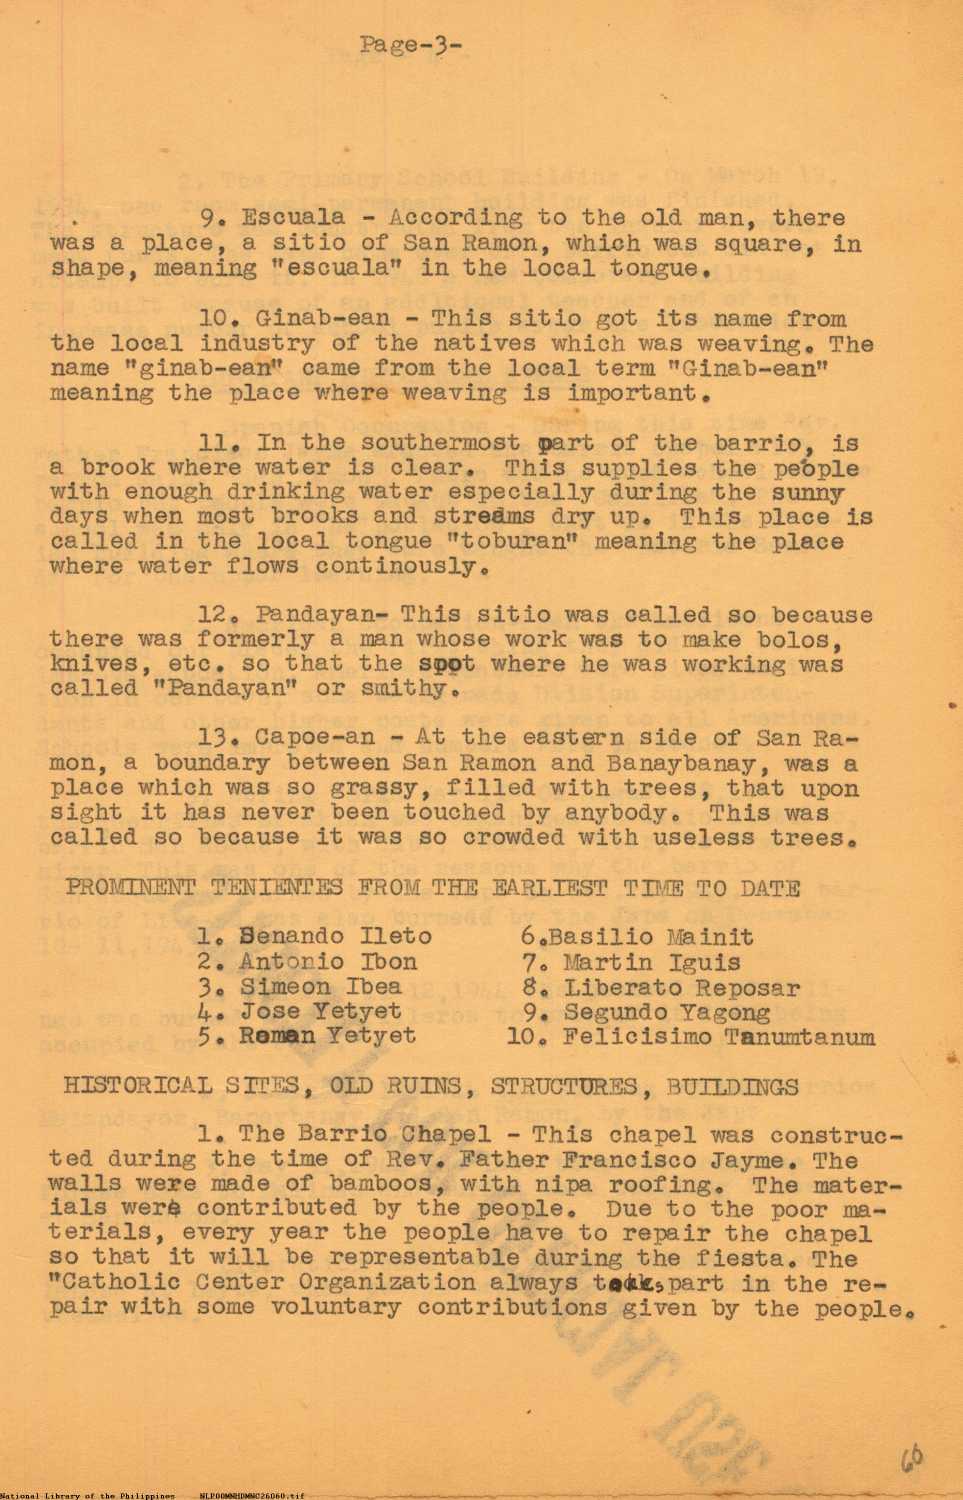 Page-3-
9. Escuala - According to the old man, there
was a place, a sitio of San Ramon, which was square, in
shape, meaning "escuala" in the local tongue.
10. Ginab-ean - This sitio got its name from
the local industry of the natives which was weaving. The
name "ginab-ean" came from the local term "Ginab-ean"
meaning the place where weaving is important.
11. In the southermost part of the barrio, is
a brook where water is clear. This supplies the people
with enough drinking water especially during the sunny
days when most brooks and streams dry up. This place is
called in the local tongue "toburan" meaning the place
where water flows continously.
12. Pandayan- This sitio was called so because
there was formerly a man whose work was to make bolos,
knives, etc. so that the spot where he was working was
called "Pandayan" or smithy.
13. Capoe-an - At the eastern side of San Ra-
mon, a boundary between San Ramon and Banaybanay, was a
place which was so grassy, filled with trees, that upon
sight it has never been touched by anybody. This was
called so because it was so crowded with useless trees.
PROMINENT TENIENTES FROM THE EARLIEST TIME TO DATE
1. Senando Ileto 6.Basilio Mainit
2. Antonio Ibon 7. Martin Iguis
3. Simeon Ibea 8. Liberato Reposar
4. Jose Yetyet 9. Segundo Yagong
5. Roman Yetyet 10. Felicisimo Tanumtanum
HISTORICAL SITES, OLD RUINS, STRUCTURES, BUILDINGS
1. The Barrio Chapel - This chapel was construc-
ted during the time of Rev. Father Francisco Jayme. The
walls were made of bamboos, with nipa roofing. The mater-
ials were contributed by the people. Due to the poor ma-
terials, every year the people have to repair the chapel
so that it will be representable during the fiesta. The
"Catholic Center Organization always took part in the re-
pair with some voluntary contributions given by the people.
60
National Library of the Philippines NLP00MNHDMNC26060.tif